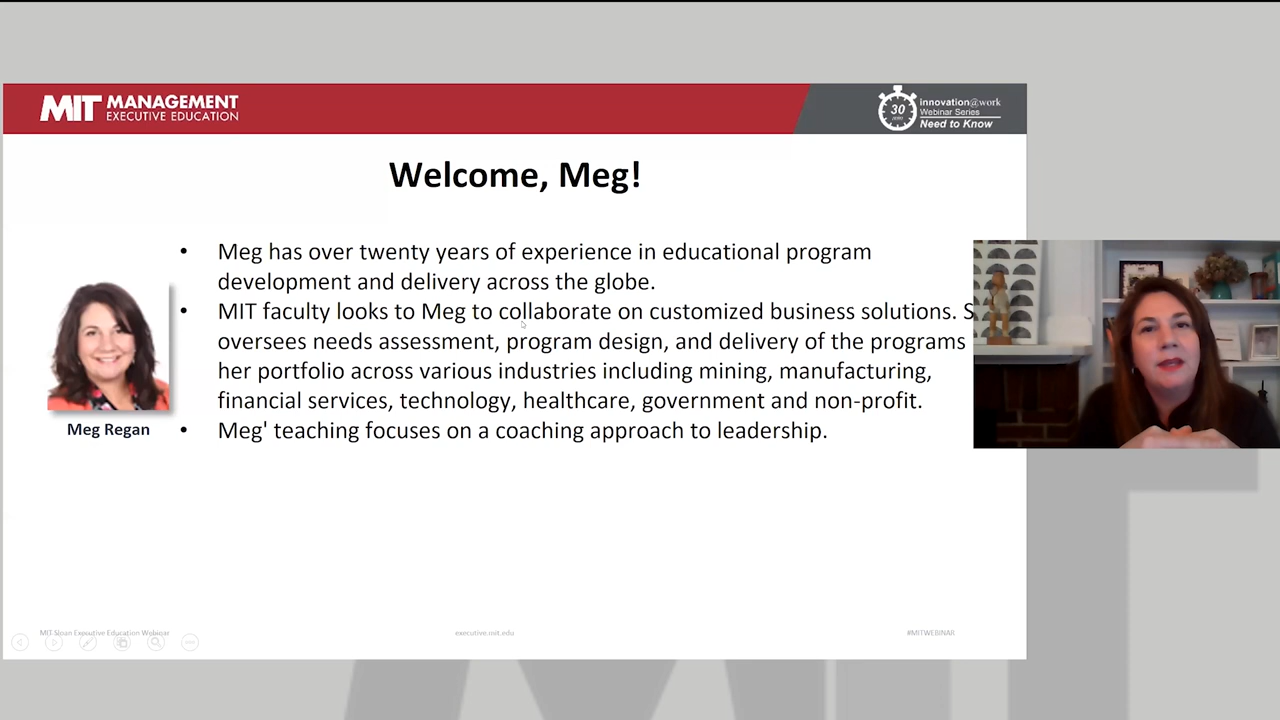 MIT MANAGEMENT
EXECUTIVE EDUCATION
30
innovation@work
Webinar Series
Need to Know
Welcome, Meg!
• Meg has over twenty years of experience in educational program
development and delivery across the globe.
• MIT faculty looks to Meg to collaborate on customized business solutions. S
oversees needs assessment, program design, and delivery of the programs
her portfolio across various industries including mining, manufacturing,
financial services, technology, healthcare, government and non-profit.
• Meg' teaching focuses on a coaching approach to leadership.
Meg Regan
MIT Sloan Executive Education Webinar
executive.mit.edu
#MITWEBINAR